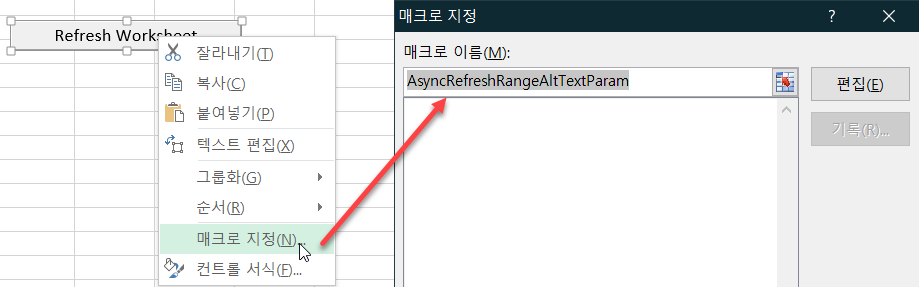 Refresh Worksheet
잘라내기(T)
복사(C)
붙여넣기(P)
텍스트 편집(X)
그룹화(G)
순서(R)
매크로 지정(N)...
컨트롤 서식(F)...
매크로 지정
매크로 이름(M):
AsyncRefreshRangeAltTextParam
편집(E)
기록(R)...